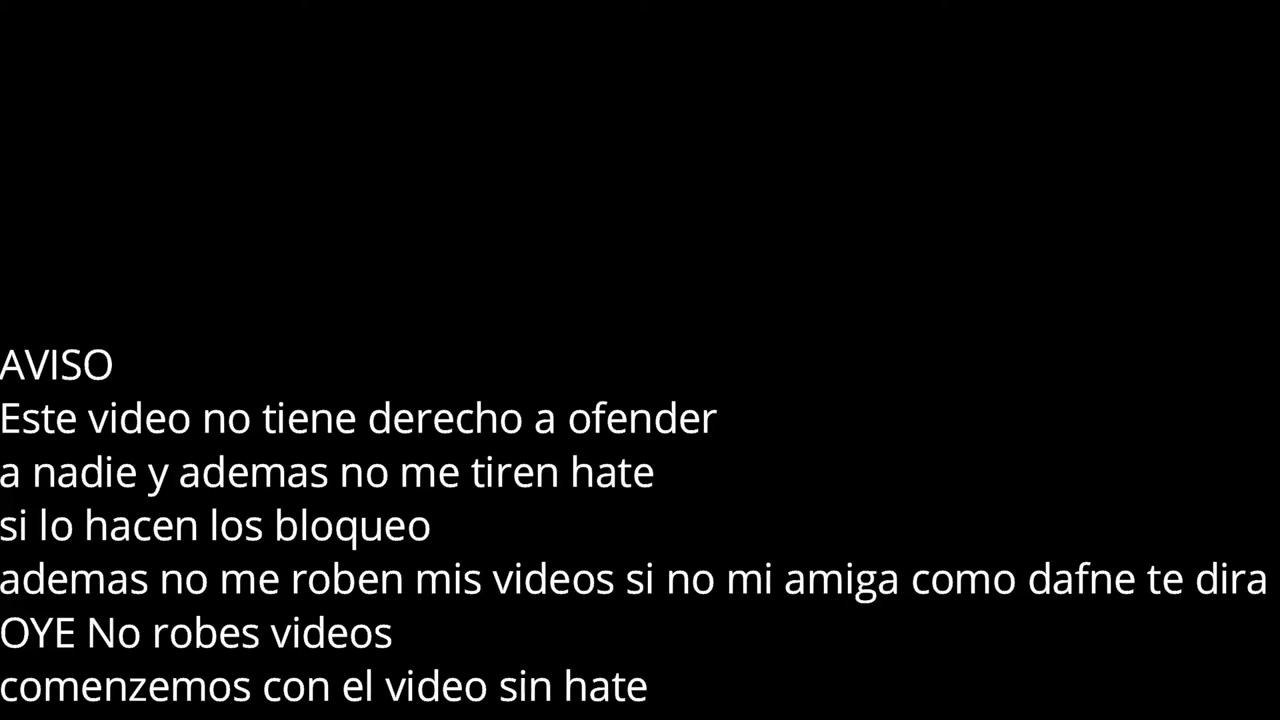 AVISO
Este video no tiene derecho a ofender
a nadie y ademas no me tiren hate
si lo hacen los bloqueo
ademas no me roben mis videos si no mi amiga como dafne te dira
OYE No robes videos
comenzemos con el video sin hate